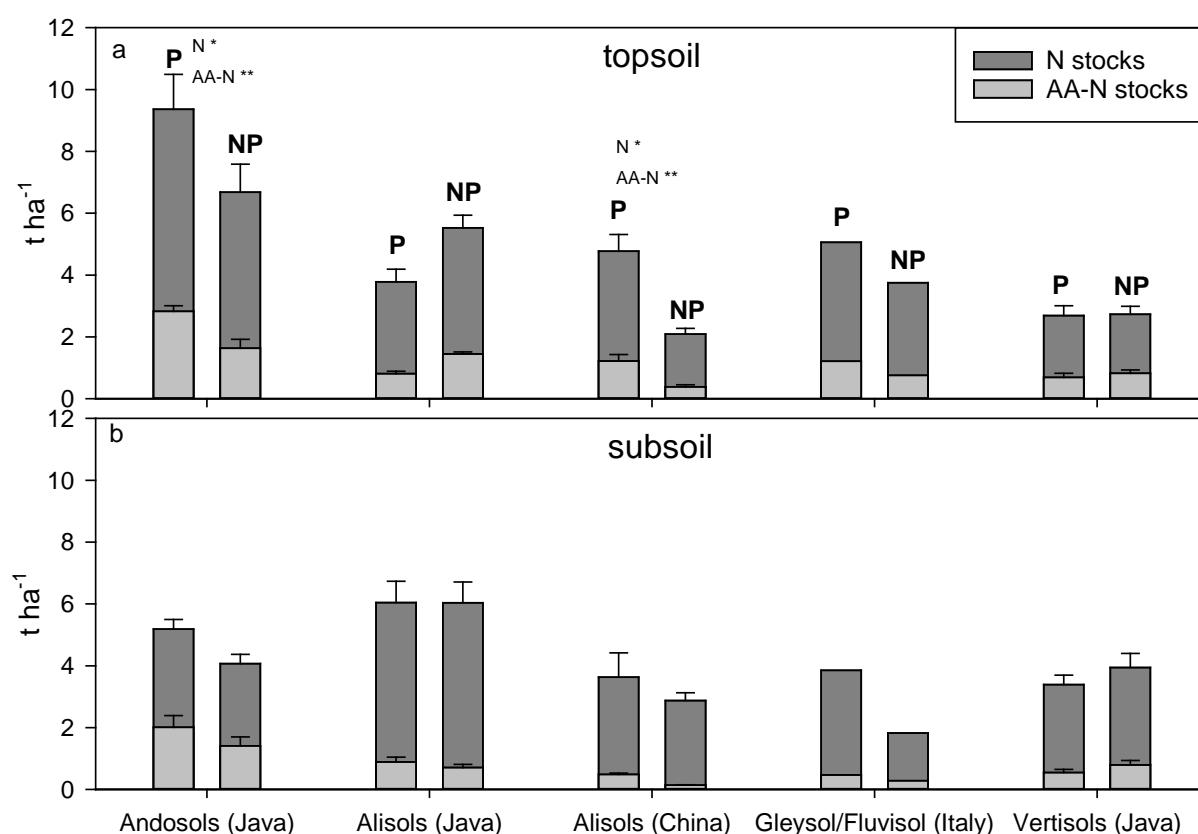 12
10
8
6
4
2
0
t ha-1
a
topsoil
N stocks
AA-N stocks
P
N *
AA-N **
NP
P
NP
N *
AA-N **
P
NP
P
NP
P
NP
12
10
8
6
4
2
0
t ha-1
b
subsoil
Andosols (Java)
Alisols (Java)
Alisols (China)
Gleysol/Fluvisol (Italy)
Vertisols (Java)